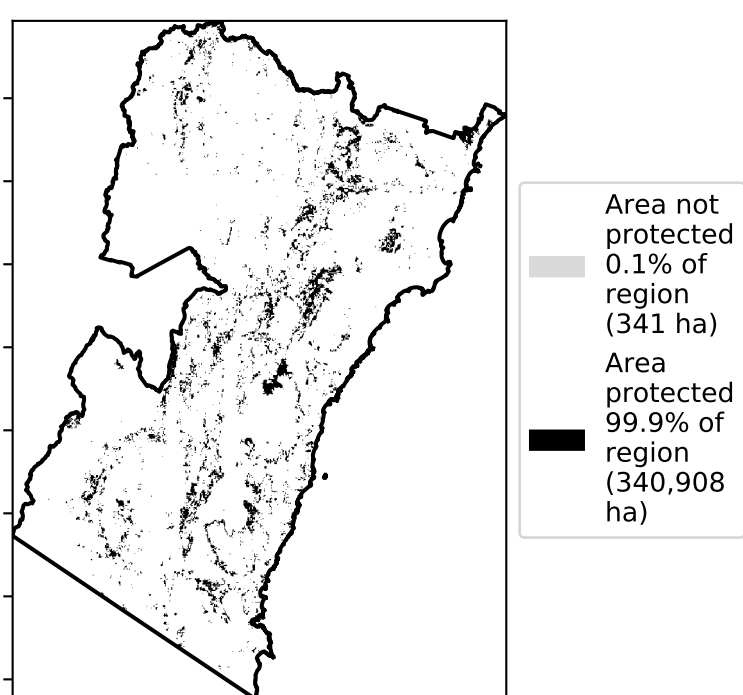 Area not
protected
0.1% of
region
(341 ha)
Area
protected
99.9% of
region
(340,908
ha)